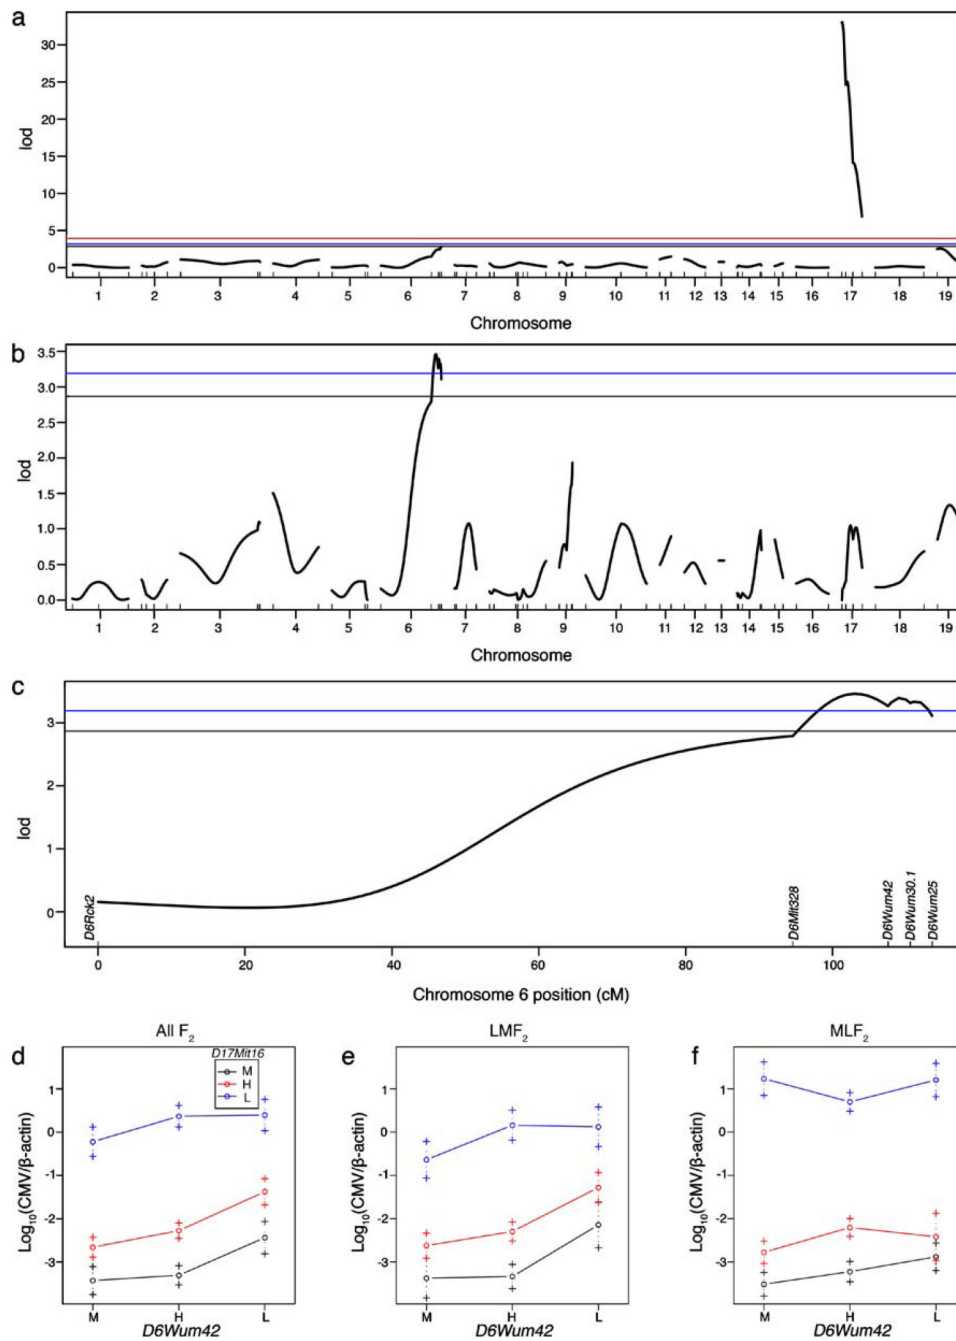 a
lod
30
25
20
15
10
5
0
1 2 3 4 5 6 7 8 9 10 11 12 13 14 15 16 17 18 19
Chromosome
b
lod
3.5
3.0
2.5
2.0
1.5
1.0
0.5
0.0
1 2 3 4 5 6 7 8 9 10 11 12 13 14 15 16 17 18 19
Chromosome
c
lod
3
2
1
0
D6Rck2
D6Mit328
D6Wum42
D6Wum30.1
D6Wum25
0 20 40 60 80 100
Chromosome 6 position (cM)
d
All F₂
D17Mit16
M
H
L
Log₁₀(CMV/β-actin)
1
0
-1
-2
-3
M H L
D6Wum42
e
LMF₂
Log₁₀(CMV/β-actin)
1
0
-1
-2
-3
M H L
D6Wum42
f
MLF₂
Log₁₀(CMV/β-actin)
1
0
-1
-2
-3
M H L
D6Wum42